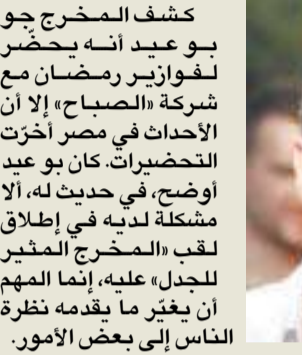 كشف المخرج جو
بو عيد أنه يحضّر
لفوازير رمضان مع
شركة «الصباح» إلا أن
الأحداث في مصر أخرّت
التحضيرات. كان بو عيد
أوضح، في حديث له، ألا
مشكلة لديه في إطلاق
لقب «المخرج المثير
للجدل» عليه، إنما المهم
أن يغيّر ما يقدمه نظرة
الناس إلى بعض الأمور.